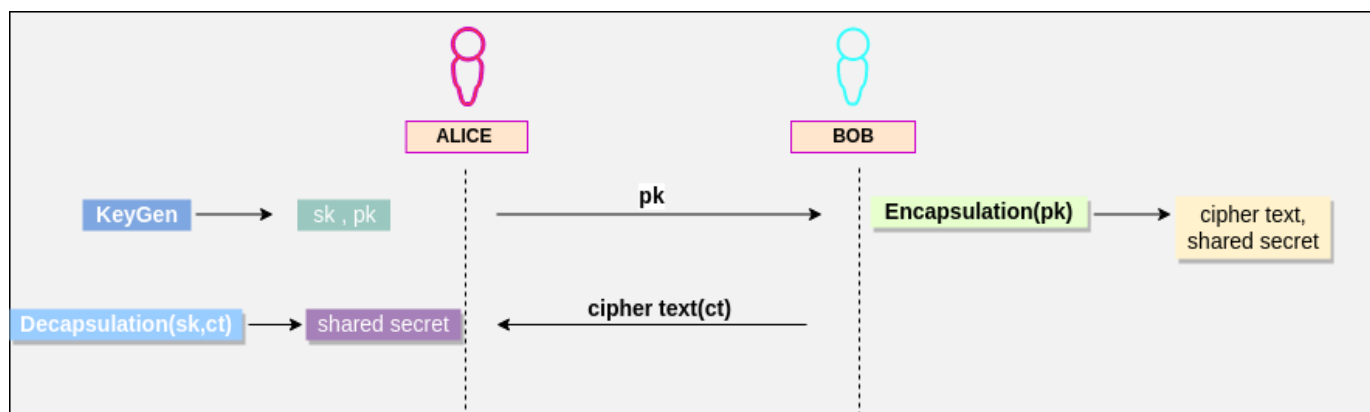 ALICE
BOB
KeyGen
sk , pk
pk
Encapsulation(pk)
cipher text,
shared secret
Decapsulation(sk,ct)
shared secret
cipher text(ct)